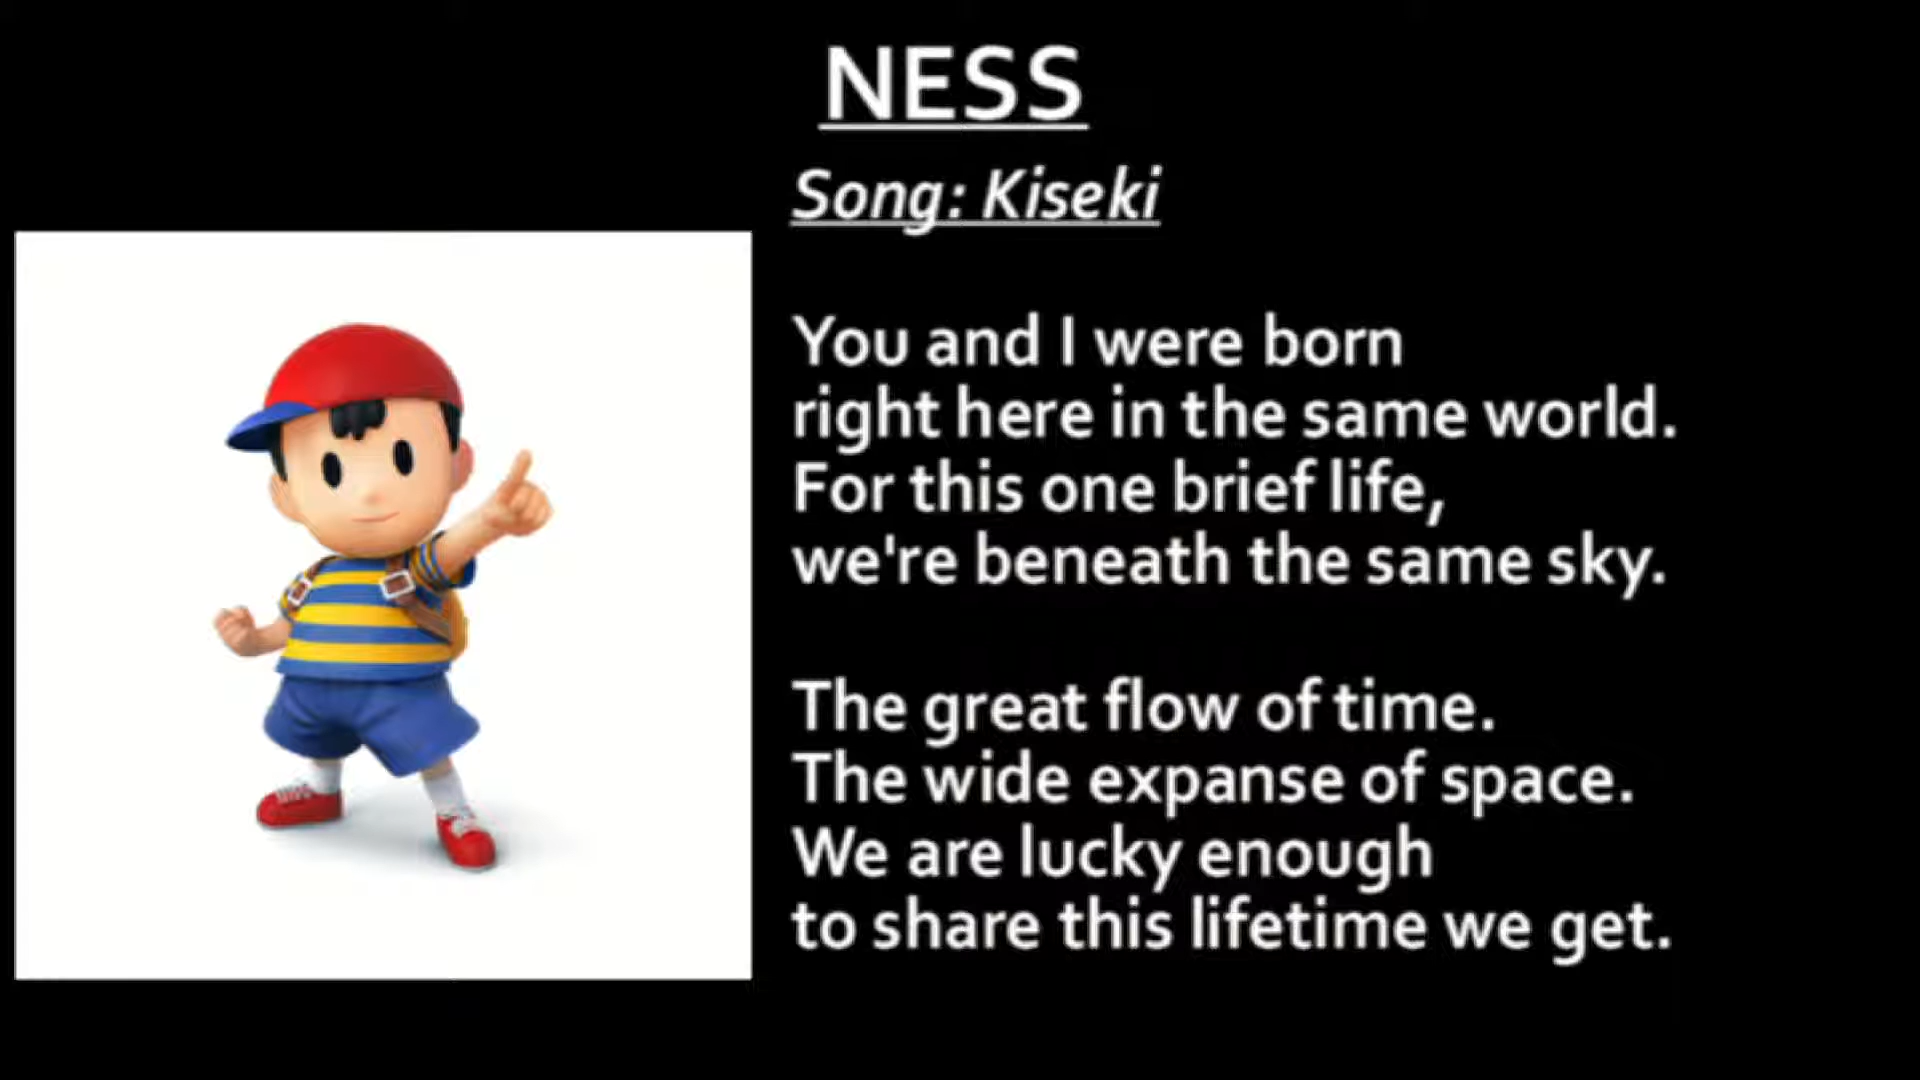 NESS
Song: Kiseki
You and I were born
right here in the same world.
For this one brief life,
we're beneath the same sky.
The great flow of time.
The wide expanse of space.
We are lucky enough
to share this lifetime we get.